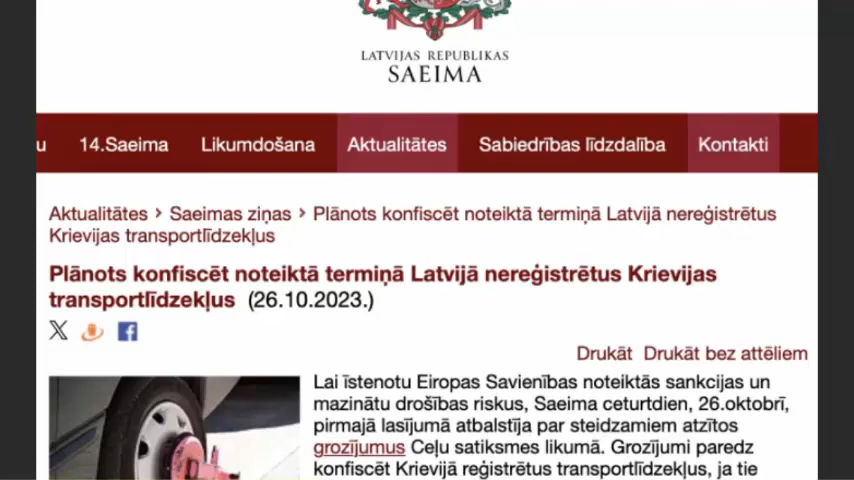 LATVIJAS REPUBLIKAS
SAEIMA
u 14.Saeima Likumdošana Aktualitātes Sabiedrības līdzdalība Kontakti
Aktualitātes › Saeimas ziņas › Plānots konfiscēt noteiktā termiņā Latvijā nereģistrētus
Krievijas transportlīdzekļus
Plānots konfiscēt noteiktā termiņā Latvijā nereģistrētus Krievijas
transportlīdzekļus (26.10.2023.)
Drukāt Drukāt bez attēliem
Lai īstenotu Eiropas Savienības noteiktās sankcijas un
mazinātu drošības riskus, Saeima ceturtdien, 26.oktobrī,
pirmajā lasījumā atbalstīja par steidzamiem atzītos
grozījumus Ceļu satiksmes likumā. Grozījumi paredz
konfiscēt Krievijā reģistrētus transportlīdzekļus, ja tie